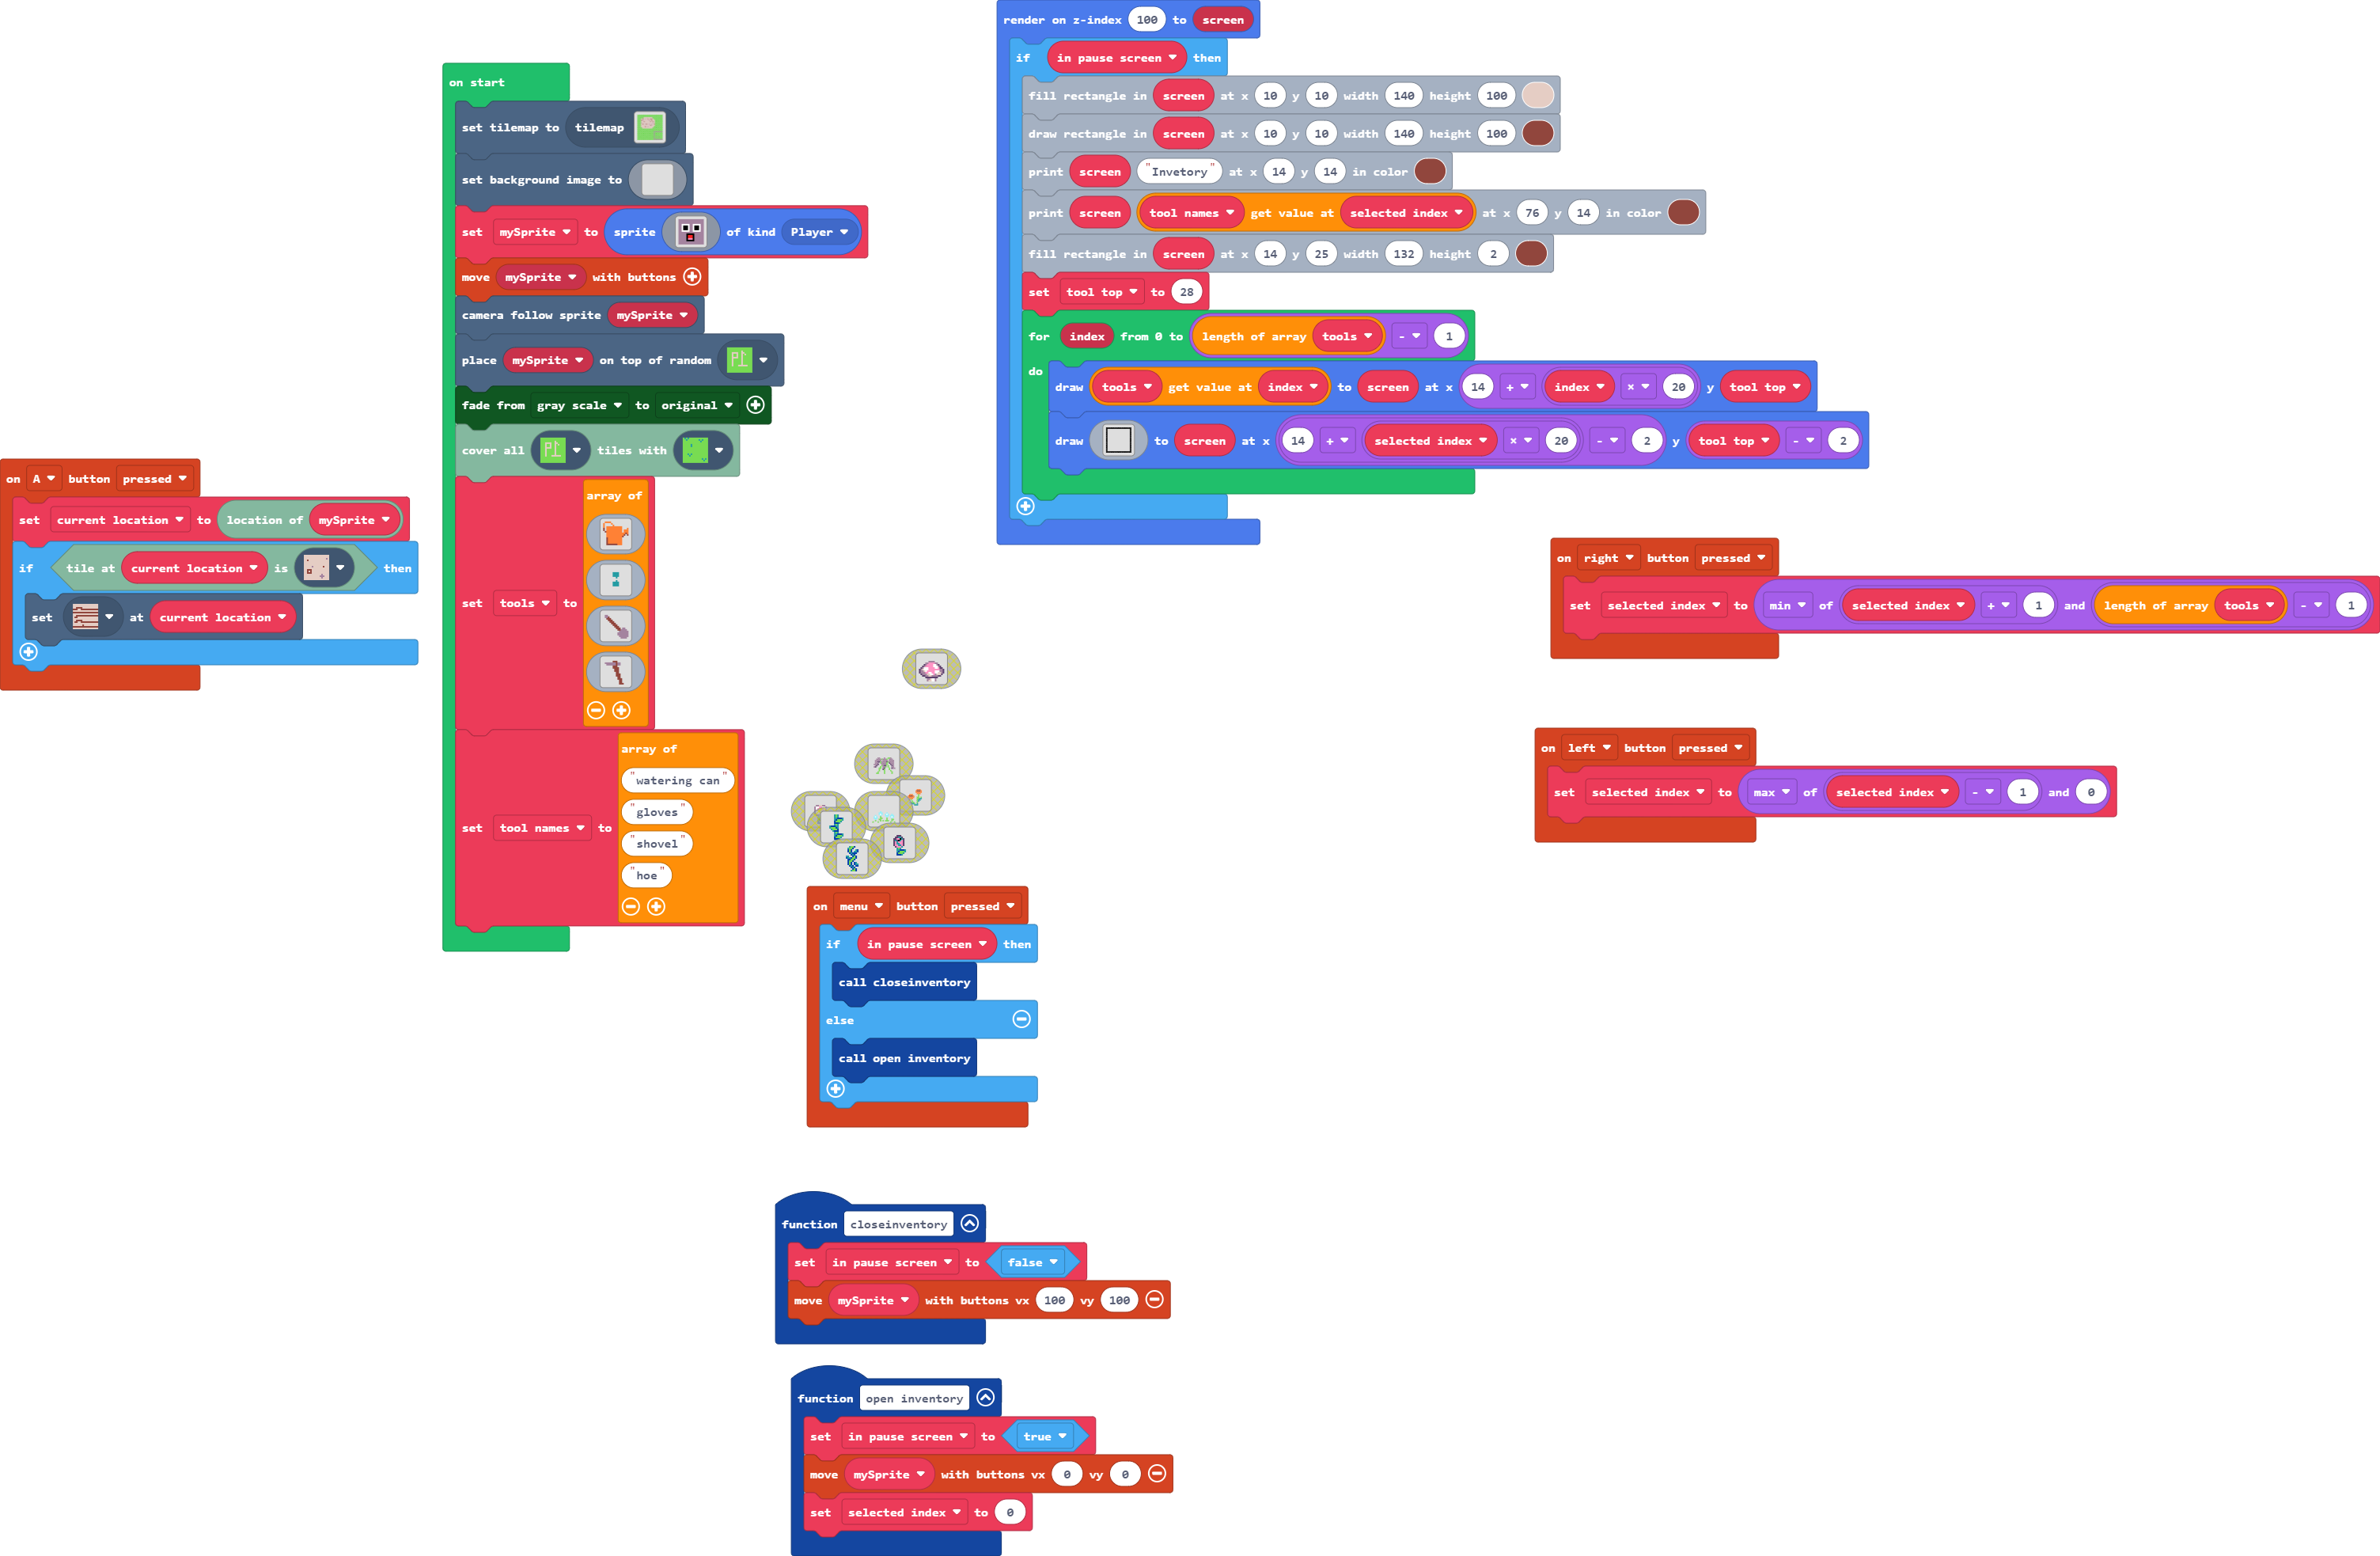 on A button pressed
set current location to location of mySprite
if tile at current location is then
set at current location
on start
set tilemap to tilemap
set background image to
set mySprite to sprite of kind Player
move mySprite with buttons
camera follow sprite mySprite
place mySprite on top of random
fade from gray scale to original
cover all tiles with
set tools to array of
set tool names to array of
"watering can"
"gloves"
"shovel"
"hoe"
render on z-index 100 to screen
if in pause screen then
fill rectangle in screen at x 10 y 10 width 140 height 100
draw rectangle in screen at x 10 y 10 width 140 height 100
print screen "Invetory" at x 14 y 14 in color
print screen tool names get value at selected index at x 76 y 14 in color
fill rectangle in screen at x 14 y 25 width 132 height 2
set tool top to 28
for index from 0 to length of array tools - 1
do
draw tools get value at index to screen at x 14 + index × 20 y tool top
draw to screen at x 14 + selected index × 20 - 2 y tool top - 2
on right button pressed
set selected index to min of selected index + 1 and length of array tools - 1
on left button pressed
set selected index to max of selected index - 1 and 0
on menu button pressed
if in pause screen then
call closeinventory
else
call open inventory
function closeinventory
set in pause screen to false
move mySprite with buttons vx 100 vy 100
function open inventory
set in pause screen to true
move mySprite with buttons vx 0 vy 0
set selected index to 0